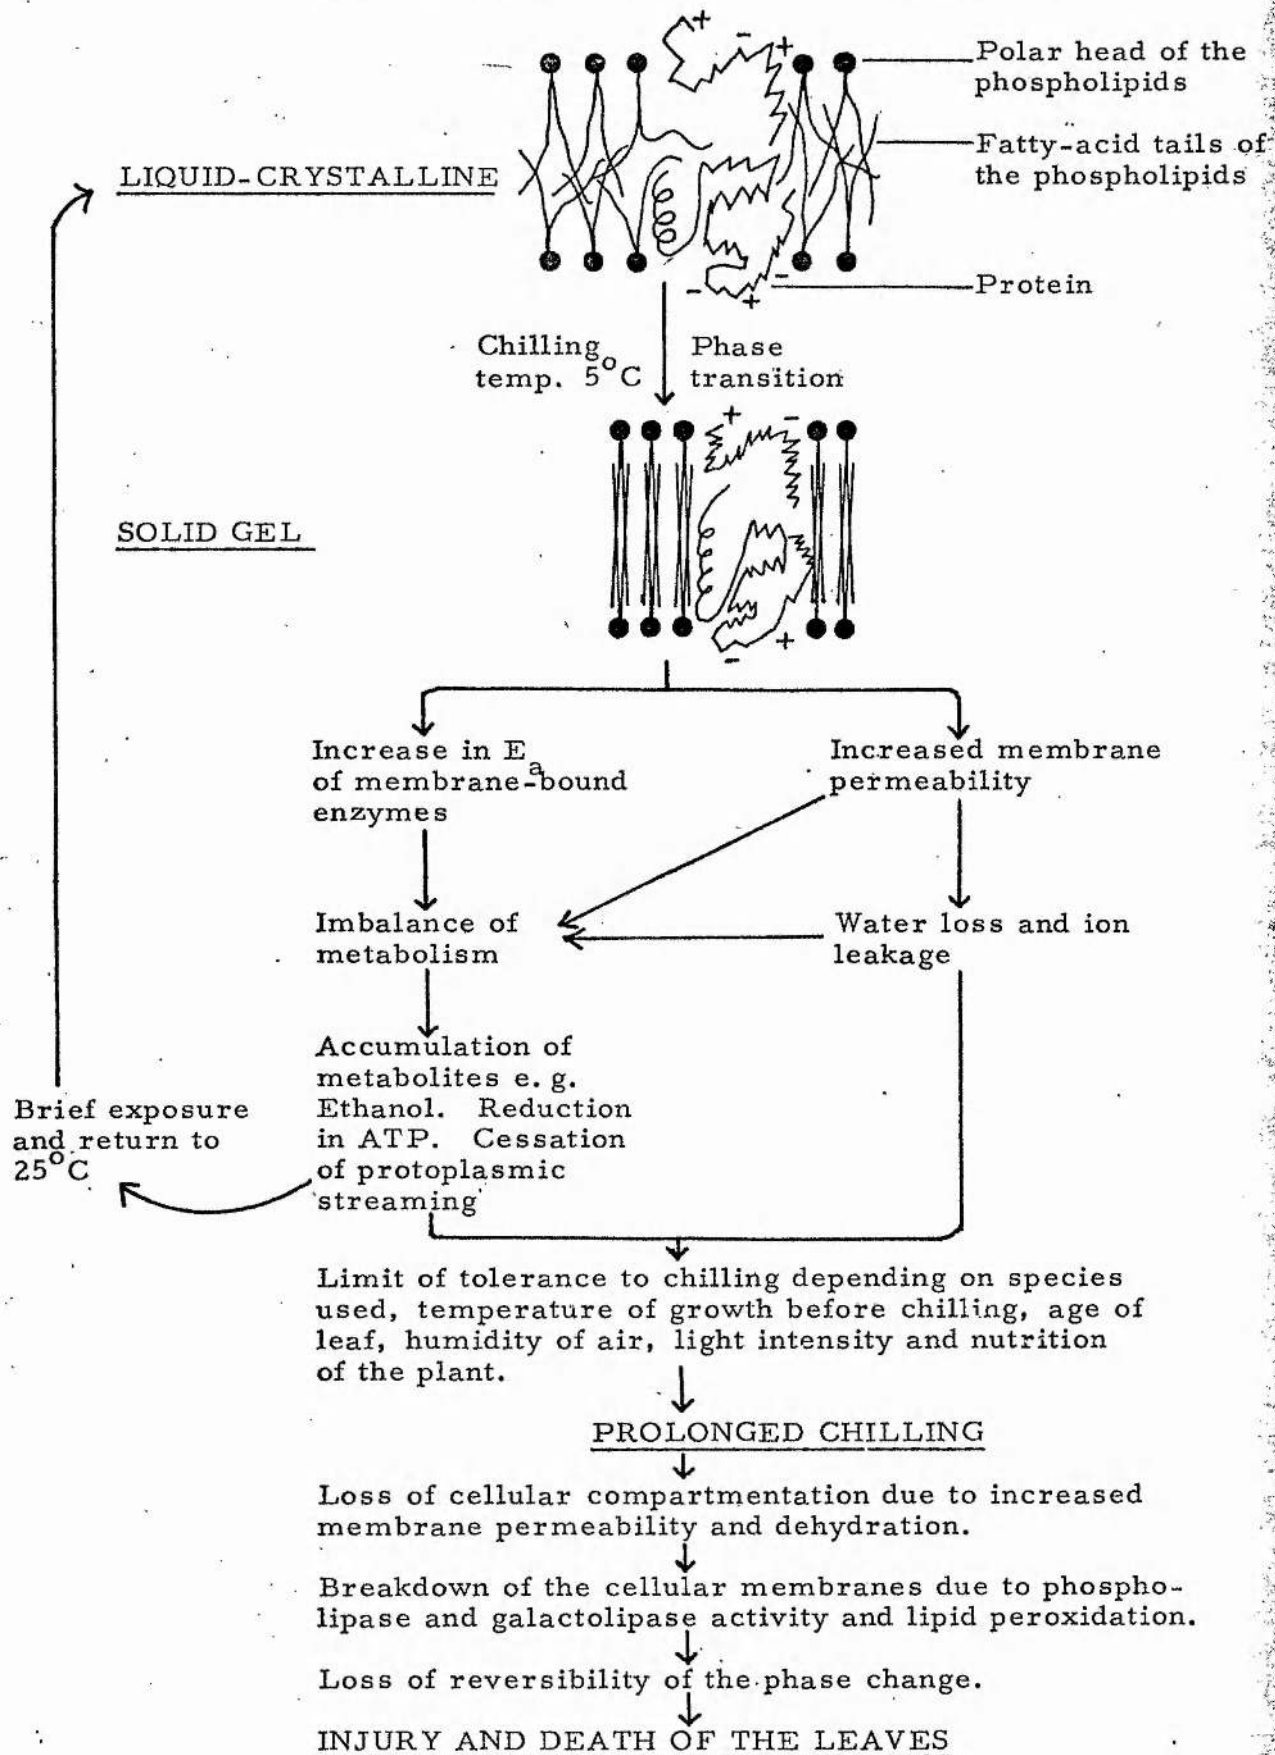 Polar head of the
phospholipids
Fatty-acid tails of
the phospholipids
LIQUID-CRYSTALLINE
Protein
Chilling
temp. 5°C
Phase
transition
SOLID GEL
Increase in Ea
of membrane-bound
enzymes
Increased membrane
permeability
Imbalance of
metabolism
Water loss and ion
leakage
Accumulation of
metabolites e. g.
Ethanol. Reduction
in ATP. Cessation
of protoplasmic
streaming
Brief exposure
and return to
25°C
Limit of tolerance to chilling depending on species
used, temperature of growth before chilling, age of
leaf, humidity of air, light intensity and nutrition
of the plant.
PROLONGED CHILLING
Loss of cellular compartmentation due to increased
membrane permeability and dehydration.
Breakdown of the cellular membranes due to phospho-
lipase and galactolipase activity and lipid peroxidation.
Loss of reversibility of the phase change.
INJURY AND DEATH OF THE LEAVES